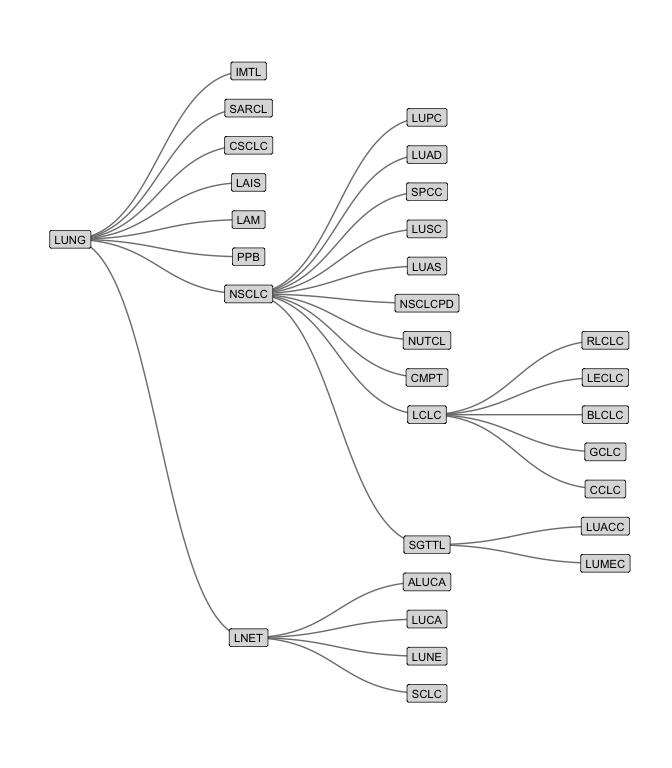 IMTL
SARCL
CSCLC
LAIS
LAM
PPB
NSCLC
LUNG
LNET
LUPC
LUAD
SPCC
LUSC
LUAS
NSCLCPD
NUTCL
CMPT
LCLC
SGTTL
ALUCA
LUCA
LUNE
SCLC
RLCLC
LECLC
BLCLC
GCLC
CCLC
LUACC
LUMEC